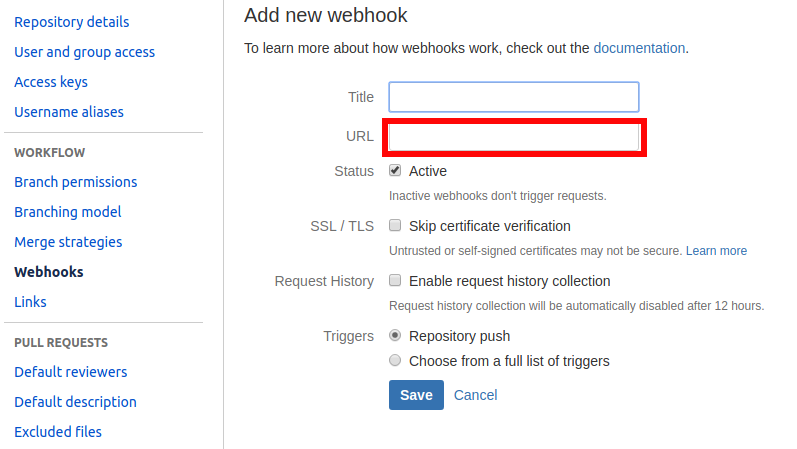 Repository details
User and group access
Access keys
Username aliases
WORKFLOW
Branch permissions
Branching model
Merge strategies
Webhooks
Links
PULL REQUESTS
Default reviewers
Default description
Excluded files
Add new webhook
To learn more about how webhooks work, check out the documentation.
Title
URL
Status Active
Inactive webhooks don't trigger requests.
SSL / TLS Skip certificate verification
Untrusted or self-signed certificates may not be secure. Learn more
Request History Enable request history collection
Request history collection will be automatically disabled after 12 hours.
Triggers Repository push
Choose from a full list of triggers
Save Cancel